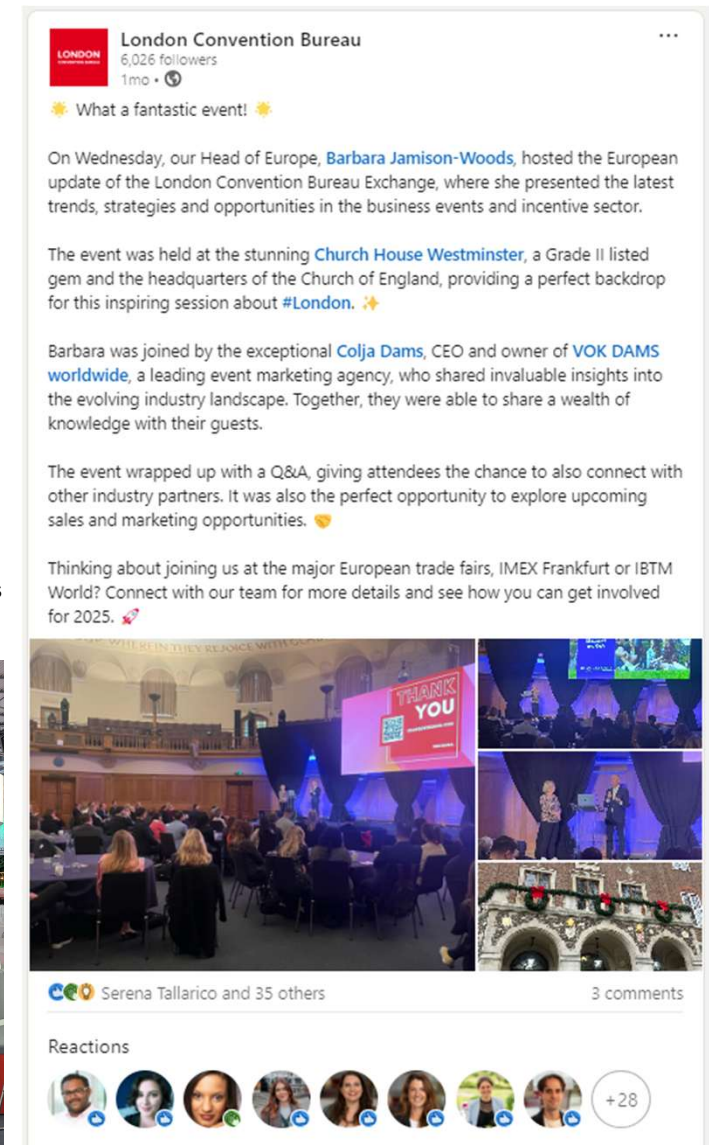 London Convention Bureau
LONDON
CONVENTION BUREAU
6,026 followers
1mo •
What a fantastic event!
On Wednesday, our Head of Europe, Barbara Jamison-Woods, hosted the European
update of the London Convention Bureau Exchange, where she presented the latest
trends, strategies and opportunities in the business events and incentive sector.
The event was held at the stunning Church House Westminster, a Grade II listed
gem and the headquarters of the Church of England, providing a perfect backdrop
for this inspiring session about #London.
Barbara was joined by the exceptional Colja Dams, CEO and owner of VOK DAMS
worldwide, a leading event marketing agency, who shared invaluable insights into
the evolving industry landscape. Together, they were able to share a wealth of
knowledge with their guests.
The event wrapped up with a Q&A, giving attendees the chance to also connect with
other industry partners. It was also the perfect opportunity to explore upcoming
sales and marketing opportunities.
Thinking about joining us at the major European trade fairs, IMEX Frankfurt or IBTM
World? Connect with our team for more details and see how you can get involved
for 2025.
WHEREIN THEY REJOICE WITH
THANK
YOU
Serena Tallarico and 35 others
3 comments
Reactions
+28